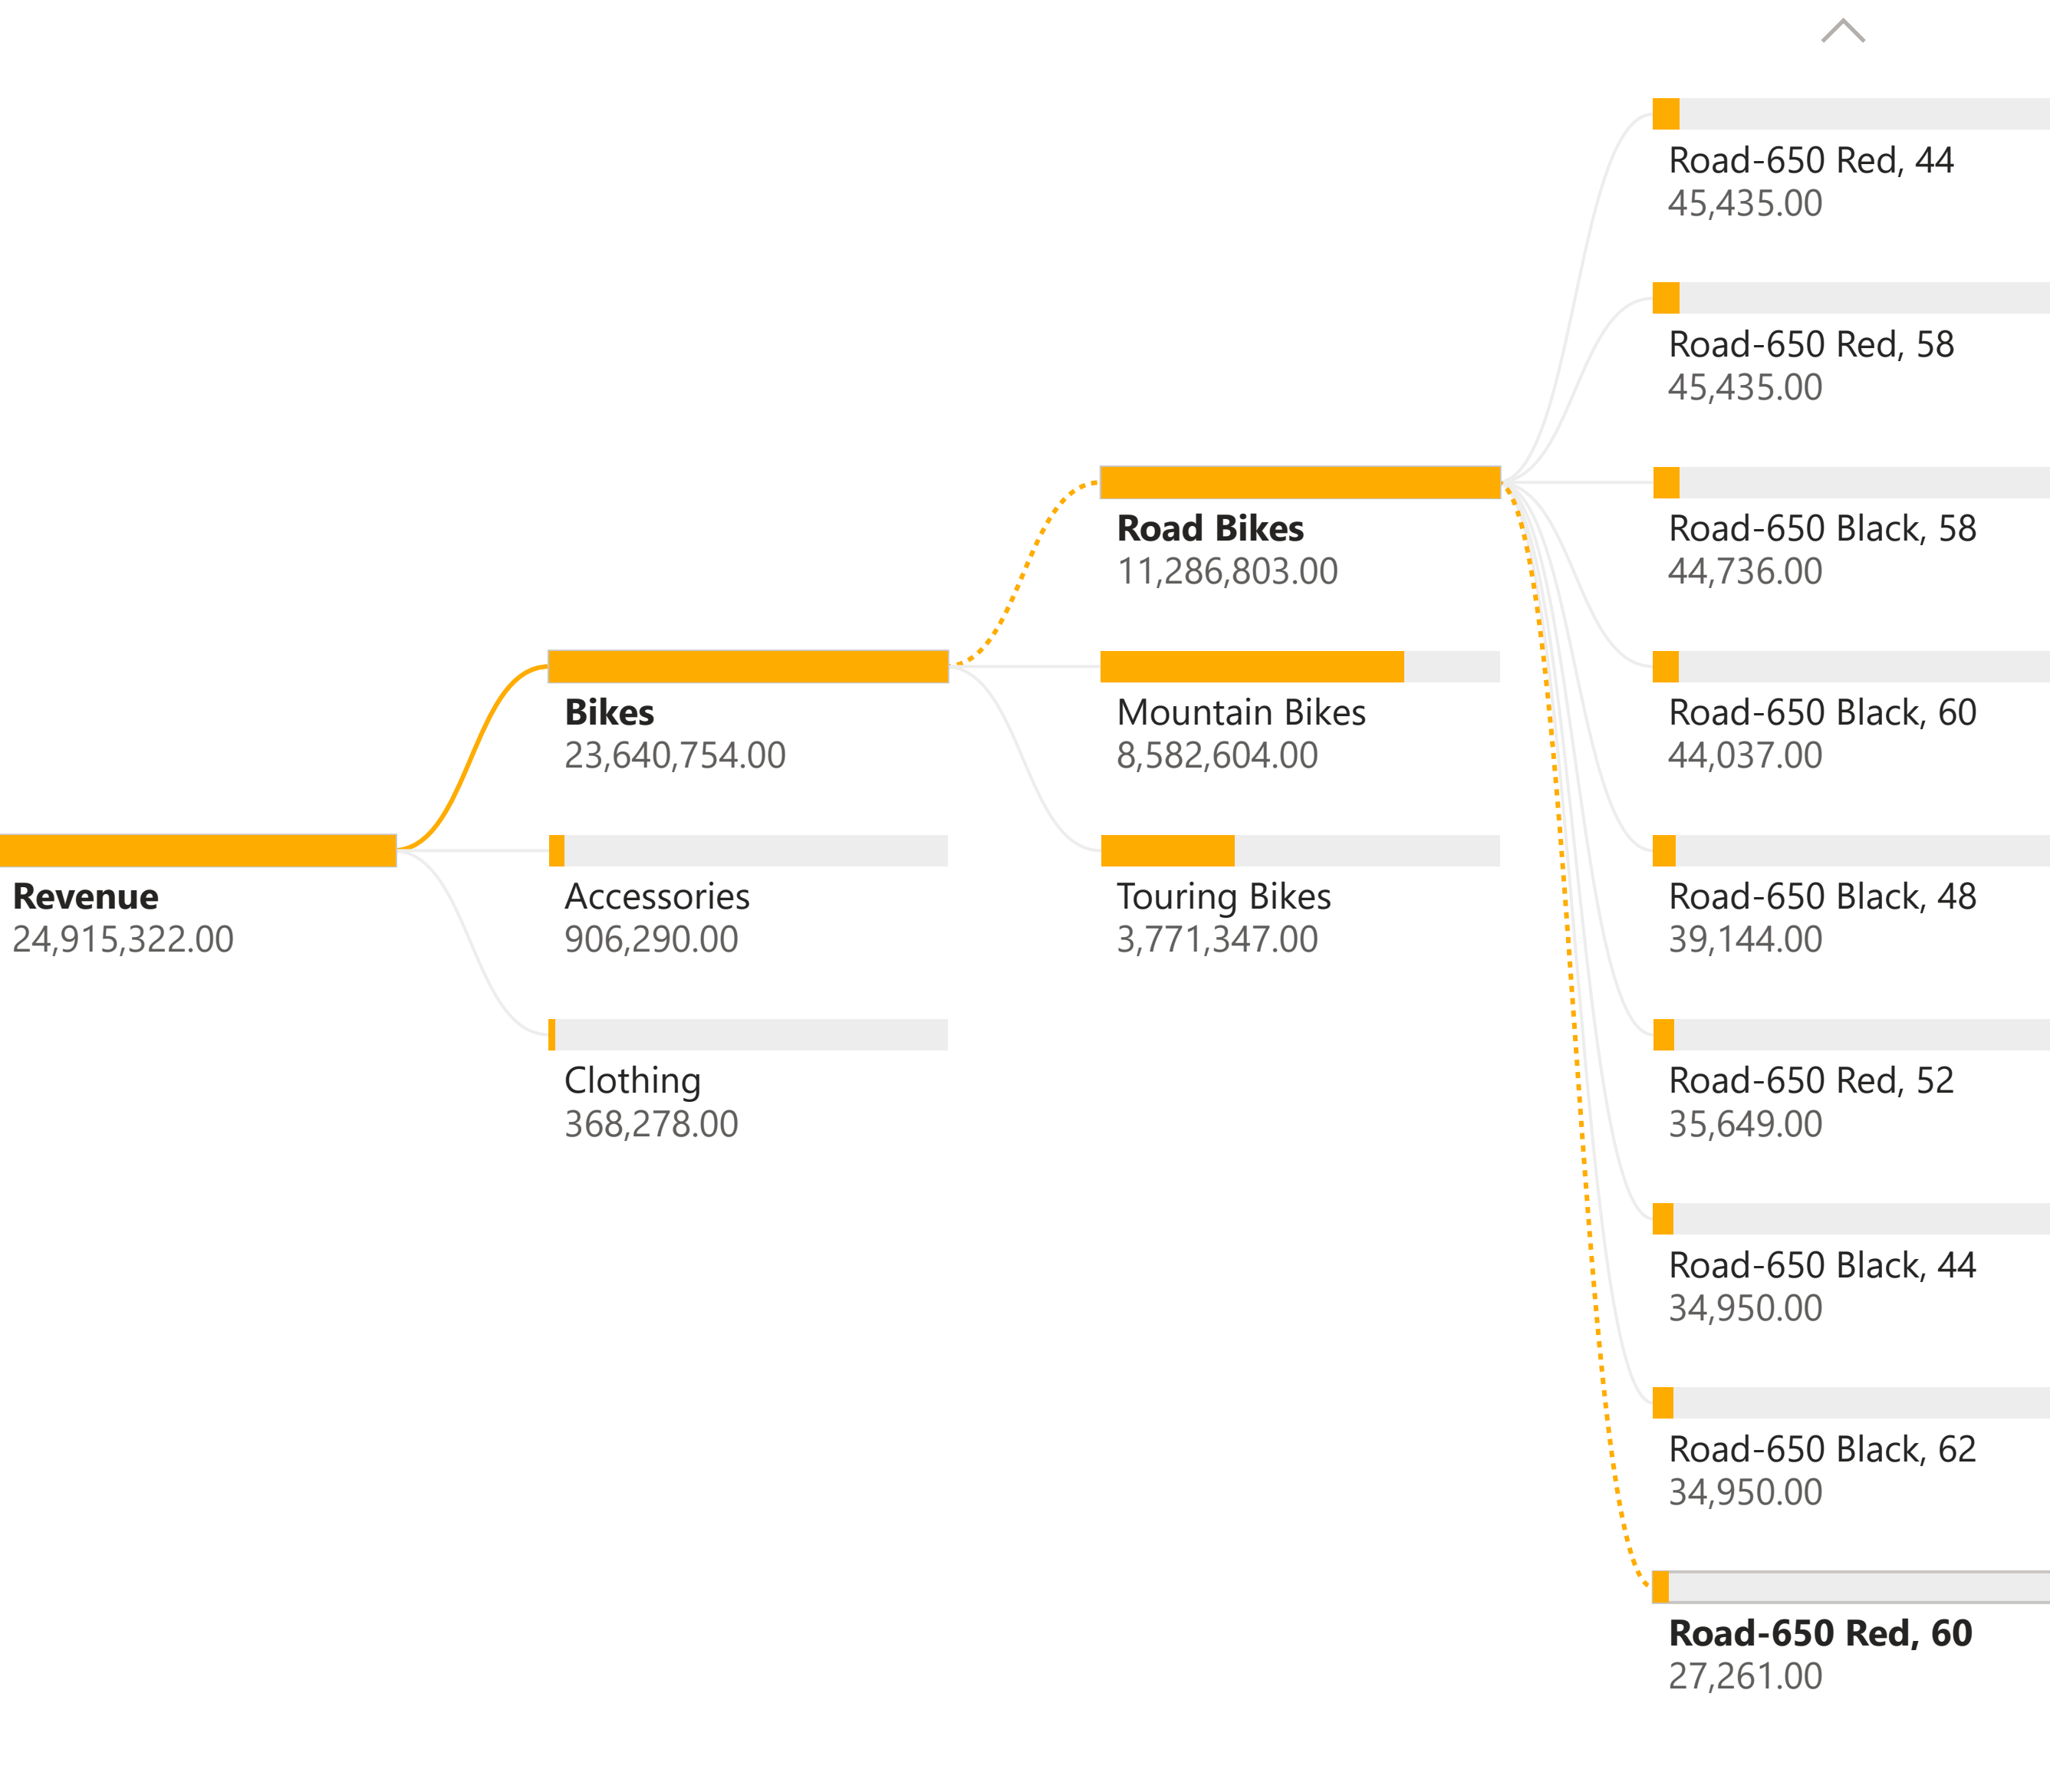 Revenue
24,915,322.00
Bikes
23,640,754.00
Accessories
906,290.00
Clothing
368,278.00
Road Bikes
11,286,803.00
Mountain Bikes
8,582,604.00
Touring Bikes
3,771,347.00
Road-650 Red, 44
45,435.00
Road-650 Red, 58
45,435.00
Road-650 Black, 58
44,736.00
Road-650 Black, 60
44,037.00
Road-650 Black, 48
39,144.00
Road-650 Red, 52
35,649.00
Road-650 Black, 44
34,950.00
Road-650 Black, 62
34,950.00
Road-650 Red, 60
27,261.00